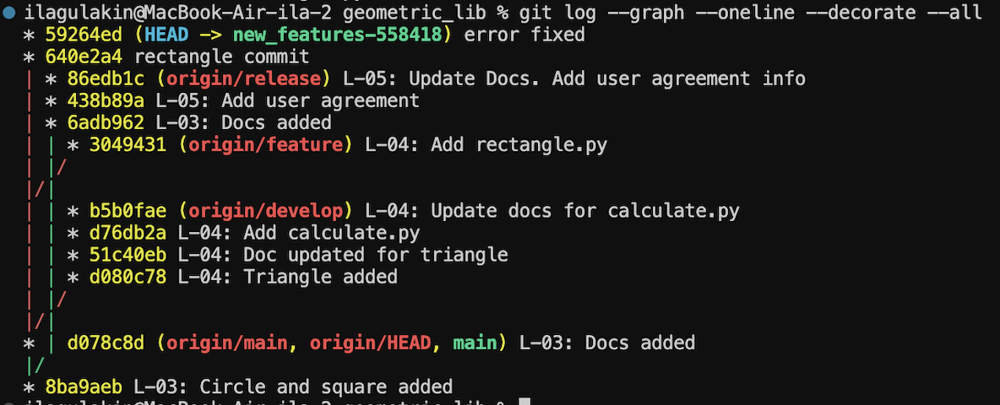 ilagulakin@MacBook-Air-ila-2 geometric_lib % git log --graph --oneline --decorate --all
* 59264ed (HEAD -> new_features-558418) error fixed
* 640e2a4 rectangle commit
| * 86edb1c (origin/release) L-05: Update Docs. Add user agreement info
| * 438b89a L-05: Add user agreement
| * 6adb962 L-03: Docs added
| | * 3049431 (origin/feature) L-04: Add rectangle.py
| |/
|/|
| | * b5b0fae (origin/develop) L-04: Update docs for calculate.py
| | * d76db2a L-04: Add calculate.py
| | * 51c40eb L-04: Doc updated for triangle
| | * d080c78 L-04: Triangle added
| |/
|/|
* | d078c8d (origin/main, origin/HEAD, main) L-03: Docs added
|/
* 8ba9aeb L-03: Circle and square added
ilagulakin@MacBook-Air-ila-2 geometric_lib %